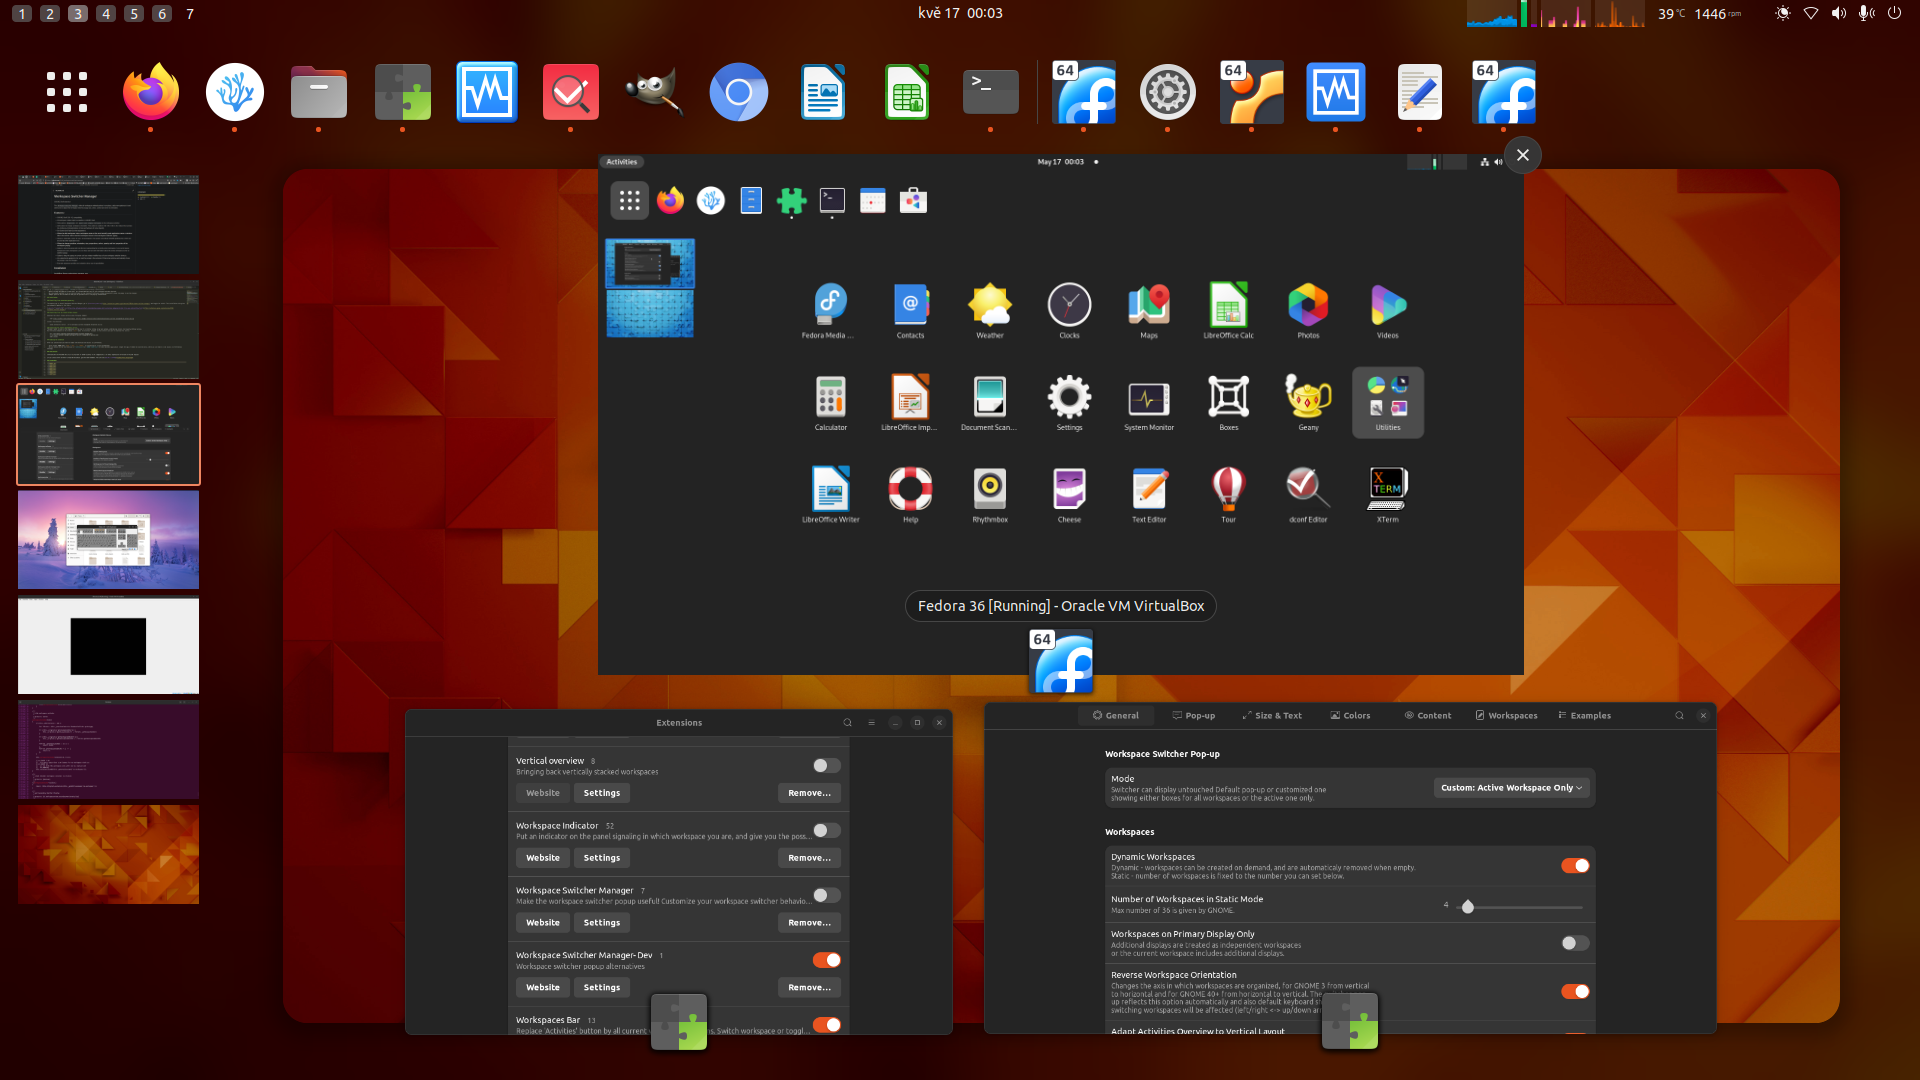 1 2 3 4 5 6 7
kvě 17 00:03
39 °C 1446 rpm
64
64
64
Activities
May 17 00:03
Fedora Media ...
Contacts
Weather
Clocks
Maps
LibreOffice Calc
Photos
Videos
Calculator
LibreOffice Imp...
Document Scan...
Settings
System Monitor
Boxes
Geany
Utilities
X TERM
LibreOffice Writer
Help
Rhythmbox
Cheese
Text Editor
Tour
dconf Editor
XTerm
Fedora 36 [Running] - Oracle VM VirtualBox
64
Extensions
Vertical overview 8
Bringing back vertically stacked workspaces
Website Settings Remove...
Workspace Indicator 52
Put an indicator on the panel signaling in which workspace you are, and give you the poss...
Website Settings Remove...
Workspace Switcher Manager 7
Make the workspace switcher popup useful! Customize your workspace switcher behavio...
Website Settings Remove...
Workspace Switcher Manager-Dev 1
Workspace switcher popup alternatives
Website Settings Remove...
Workspaces Bar 13
Replace 'Activities' button by all current
s, Switch workspace or toggl...
General Pop-up Size & Text Colors Content Workspaces Examples
Workspace Switcher Pop-up
Mode
Switcher can display untouched Default pop-up or customized one
showing either boxes for all workspaces or the active one only.
Custom: Active Workspace Only
Workspaces
Dynamic Workspaces
Dynamic - workspaces can be created on demand, and are automaticaly removed when empty.
Static - number of workspaces is fixed to the number you can set below.
Number of Workspaces in Static Mode
Max number of 36 is given by GNOME.
4
Workspaces on Primary Display Only
Additional displays are treated as independent workspaces
or the current workspace includes additional displays.
Reverse Workspace Orientation
Changes the axis in which workspaces are organized, for GNOME 3 from vertical
to horizontal and for GNOME 40+ from horizontal to vertical. The
up reflects this option automatically and also default keyboard sh
switching workspaces will be affected (left/right <-> up/down ar
Adapt Activities Overview to Vertical Layout